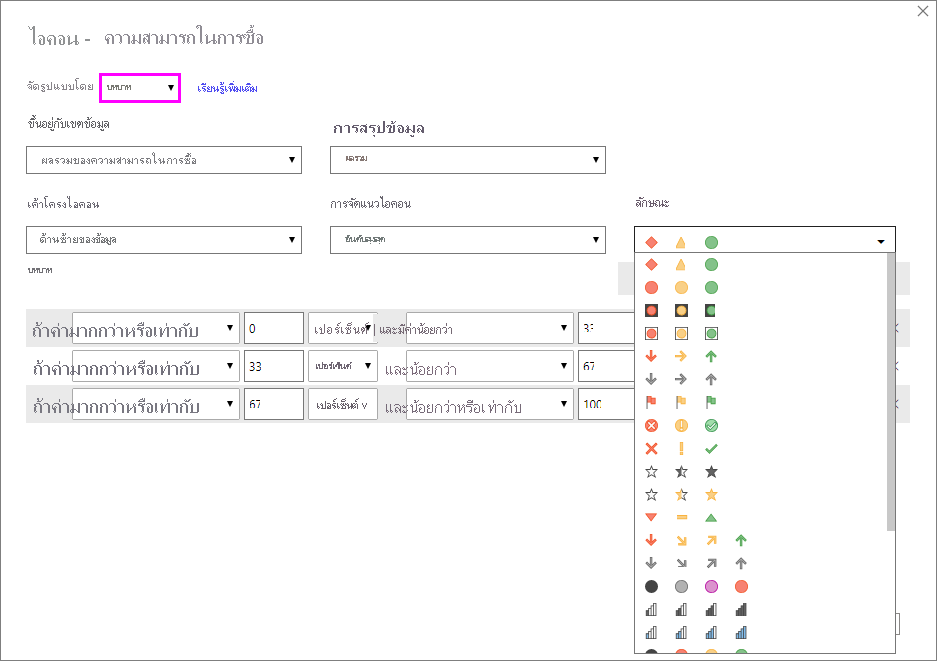 ไอคอน - ความสามารถในการซื้อ
จัดรูปแบบโดย บทบาท เรียนรู้เพิ่มเติม
ขึ้นอยู่กับเขตข้อมูล การสรุปข้อมูล
ผลรวมของความสามารถในการซื้อ ผลรวม
เค้าโครงไอคอน การจัดแนวไอคอน ลักษณะ
ด้านซ้ายของข้อมูล
บทบาท
ถ้าค่ามากกว่าหรือเท่ากับ 0 เปอร์เซ็นต์ และมีค่าน้อยกว่า
ถ้าค่ามากกว่าหรือเท่ากับ 33 เปอร์เซ็นต์ และน้อยกว่า 67
ถ้าค่ามากกว่าหรือเท่ากับ 67 เปอร์เซ็นต์ และน้อยกว่าหรือเท่ากับ 100